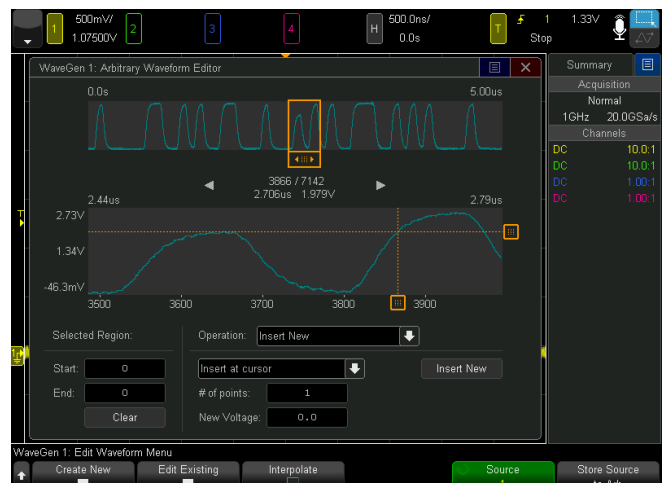 500mV/ 500.0ns/ 1 1.33V
1 1.07500V 2 3 4 H 0.0s T Stop
WaveGen 1: Arbitrary Waveform Editor X
Summary
0.0s 5.00us
Acquisition
Normal
1GHz 20.0GSa/s
Channels
DC 10.0:1
DC 10.0:1
DC 1.00:1
DC 1.00:1
3866 / 7142
2.706us 1.979V
2.44us 2.79us
T
2.73V
1.34V
-46.3mV
3500 3600 3700 3800 3900
Selected Region: Operation: Insert New
Start: 0 Insert at cursor Insert New
End: 0 # of points: 1
Clear New Voltage: 0.0
WaveGen 1: Edit Waveform Menu
Create New Edit Existing Interpolate Source Store Source